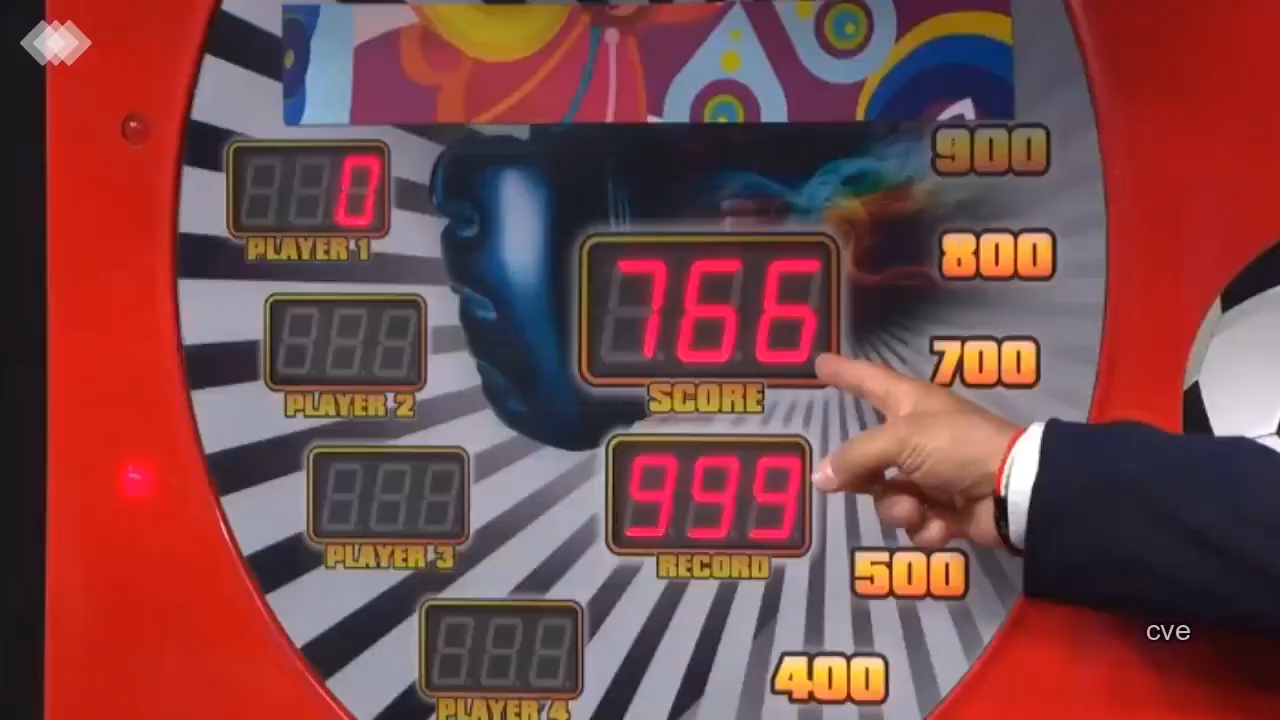 0
PLAYER 1
PLAYER 2
PLAYER 3
PLAYER 4
766
SCORE
999
RECORD
900
800
700
500
400
cve